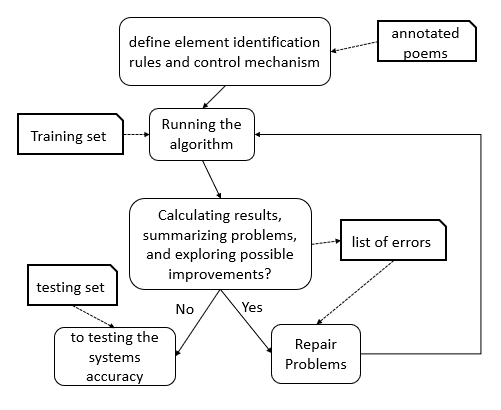 define element identification
rules and control mechanism
annotated
poems
Training set
Running the
algorithm
Calculating results,
summarizing problems,
and exploring possible
improvements?
list of errors
testing set
No
Yes
to testing the
systems
accuracy
Repair
Problems